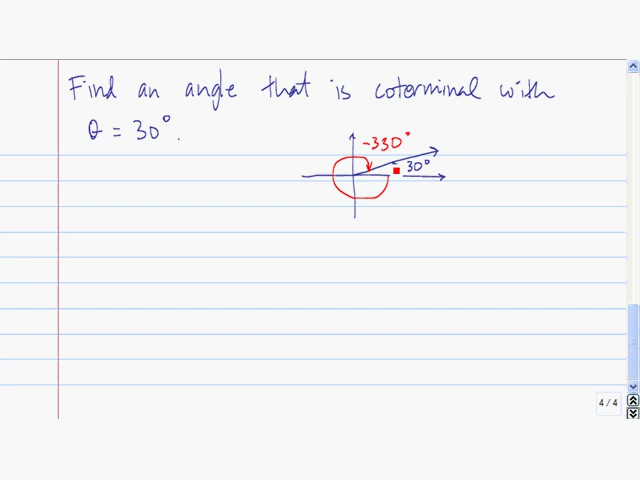 Find an angle that is coterminal with
θ = 30°.
-330°
30°
4 / 4